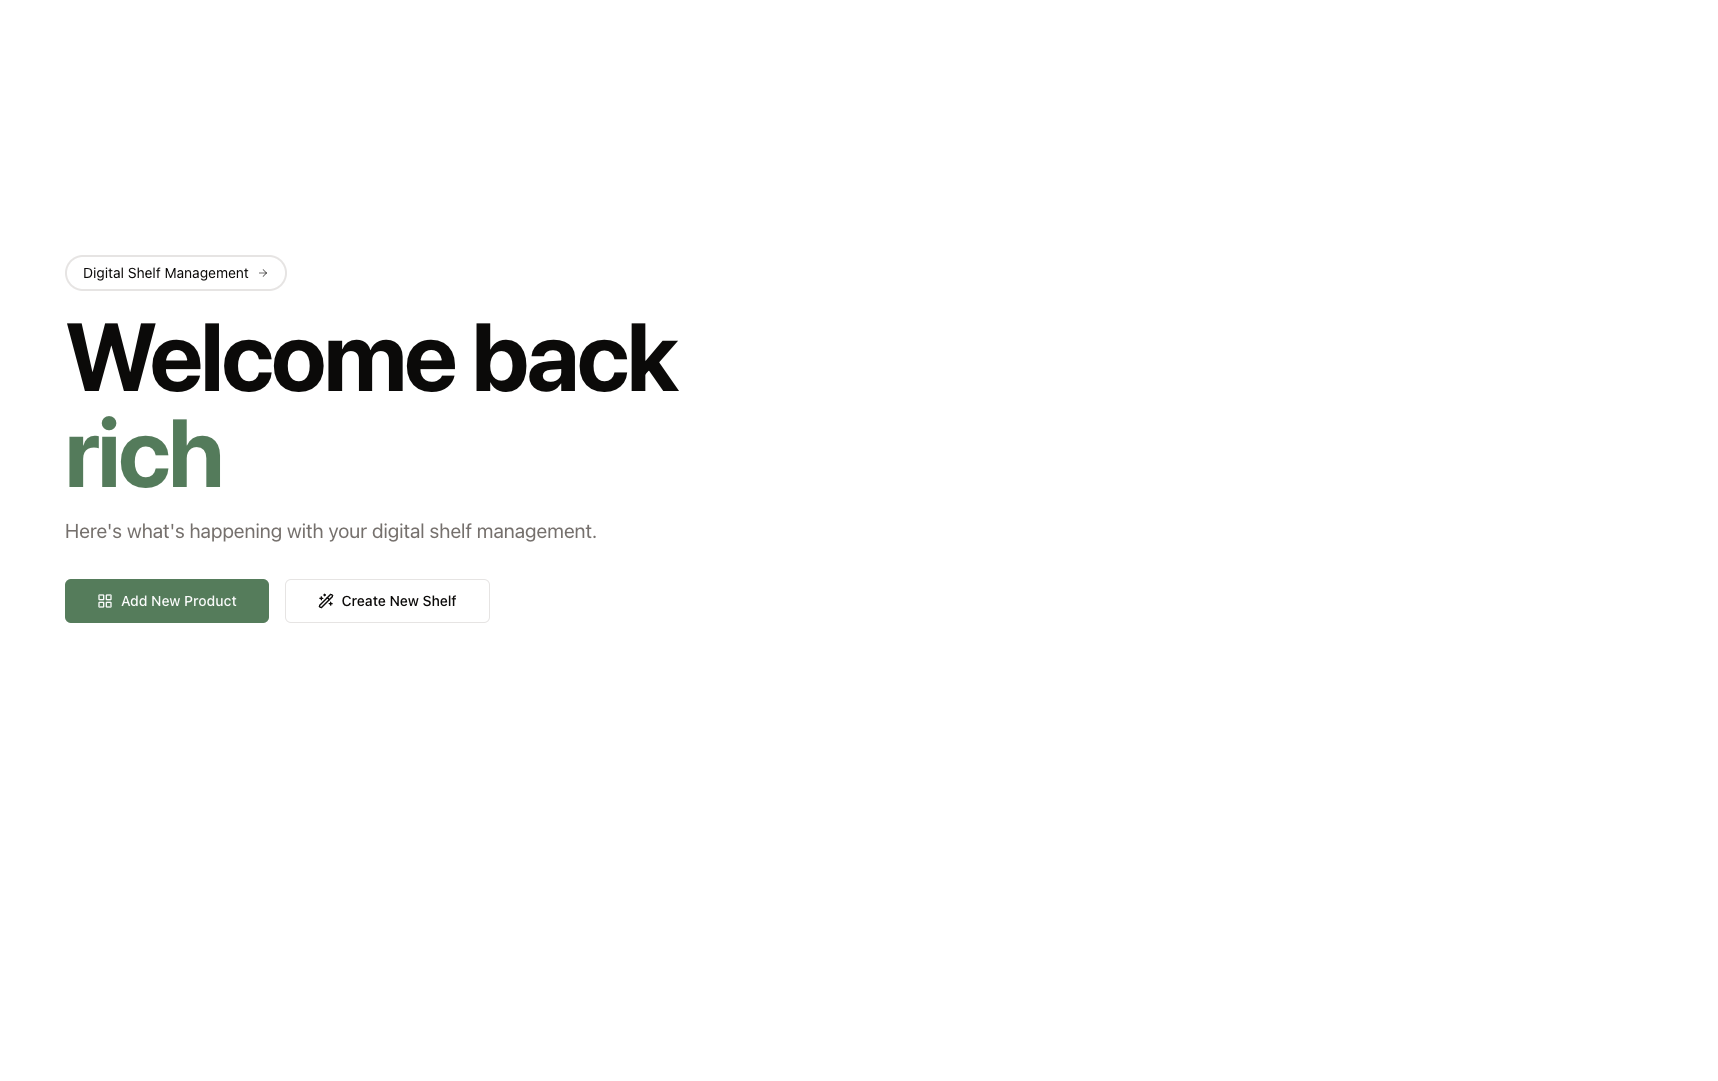 Digital Shelf Management
Welcome back
rich
Here's what's happening with your digital shelf management.
Add New Product
Create New Shelf